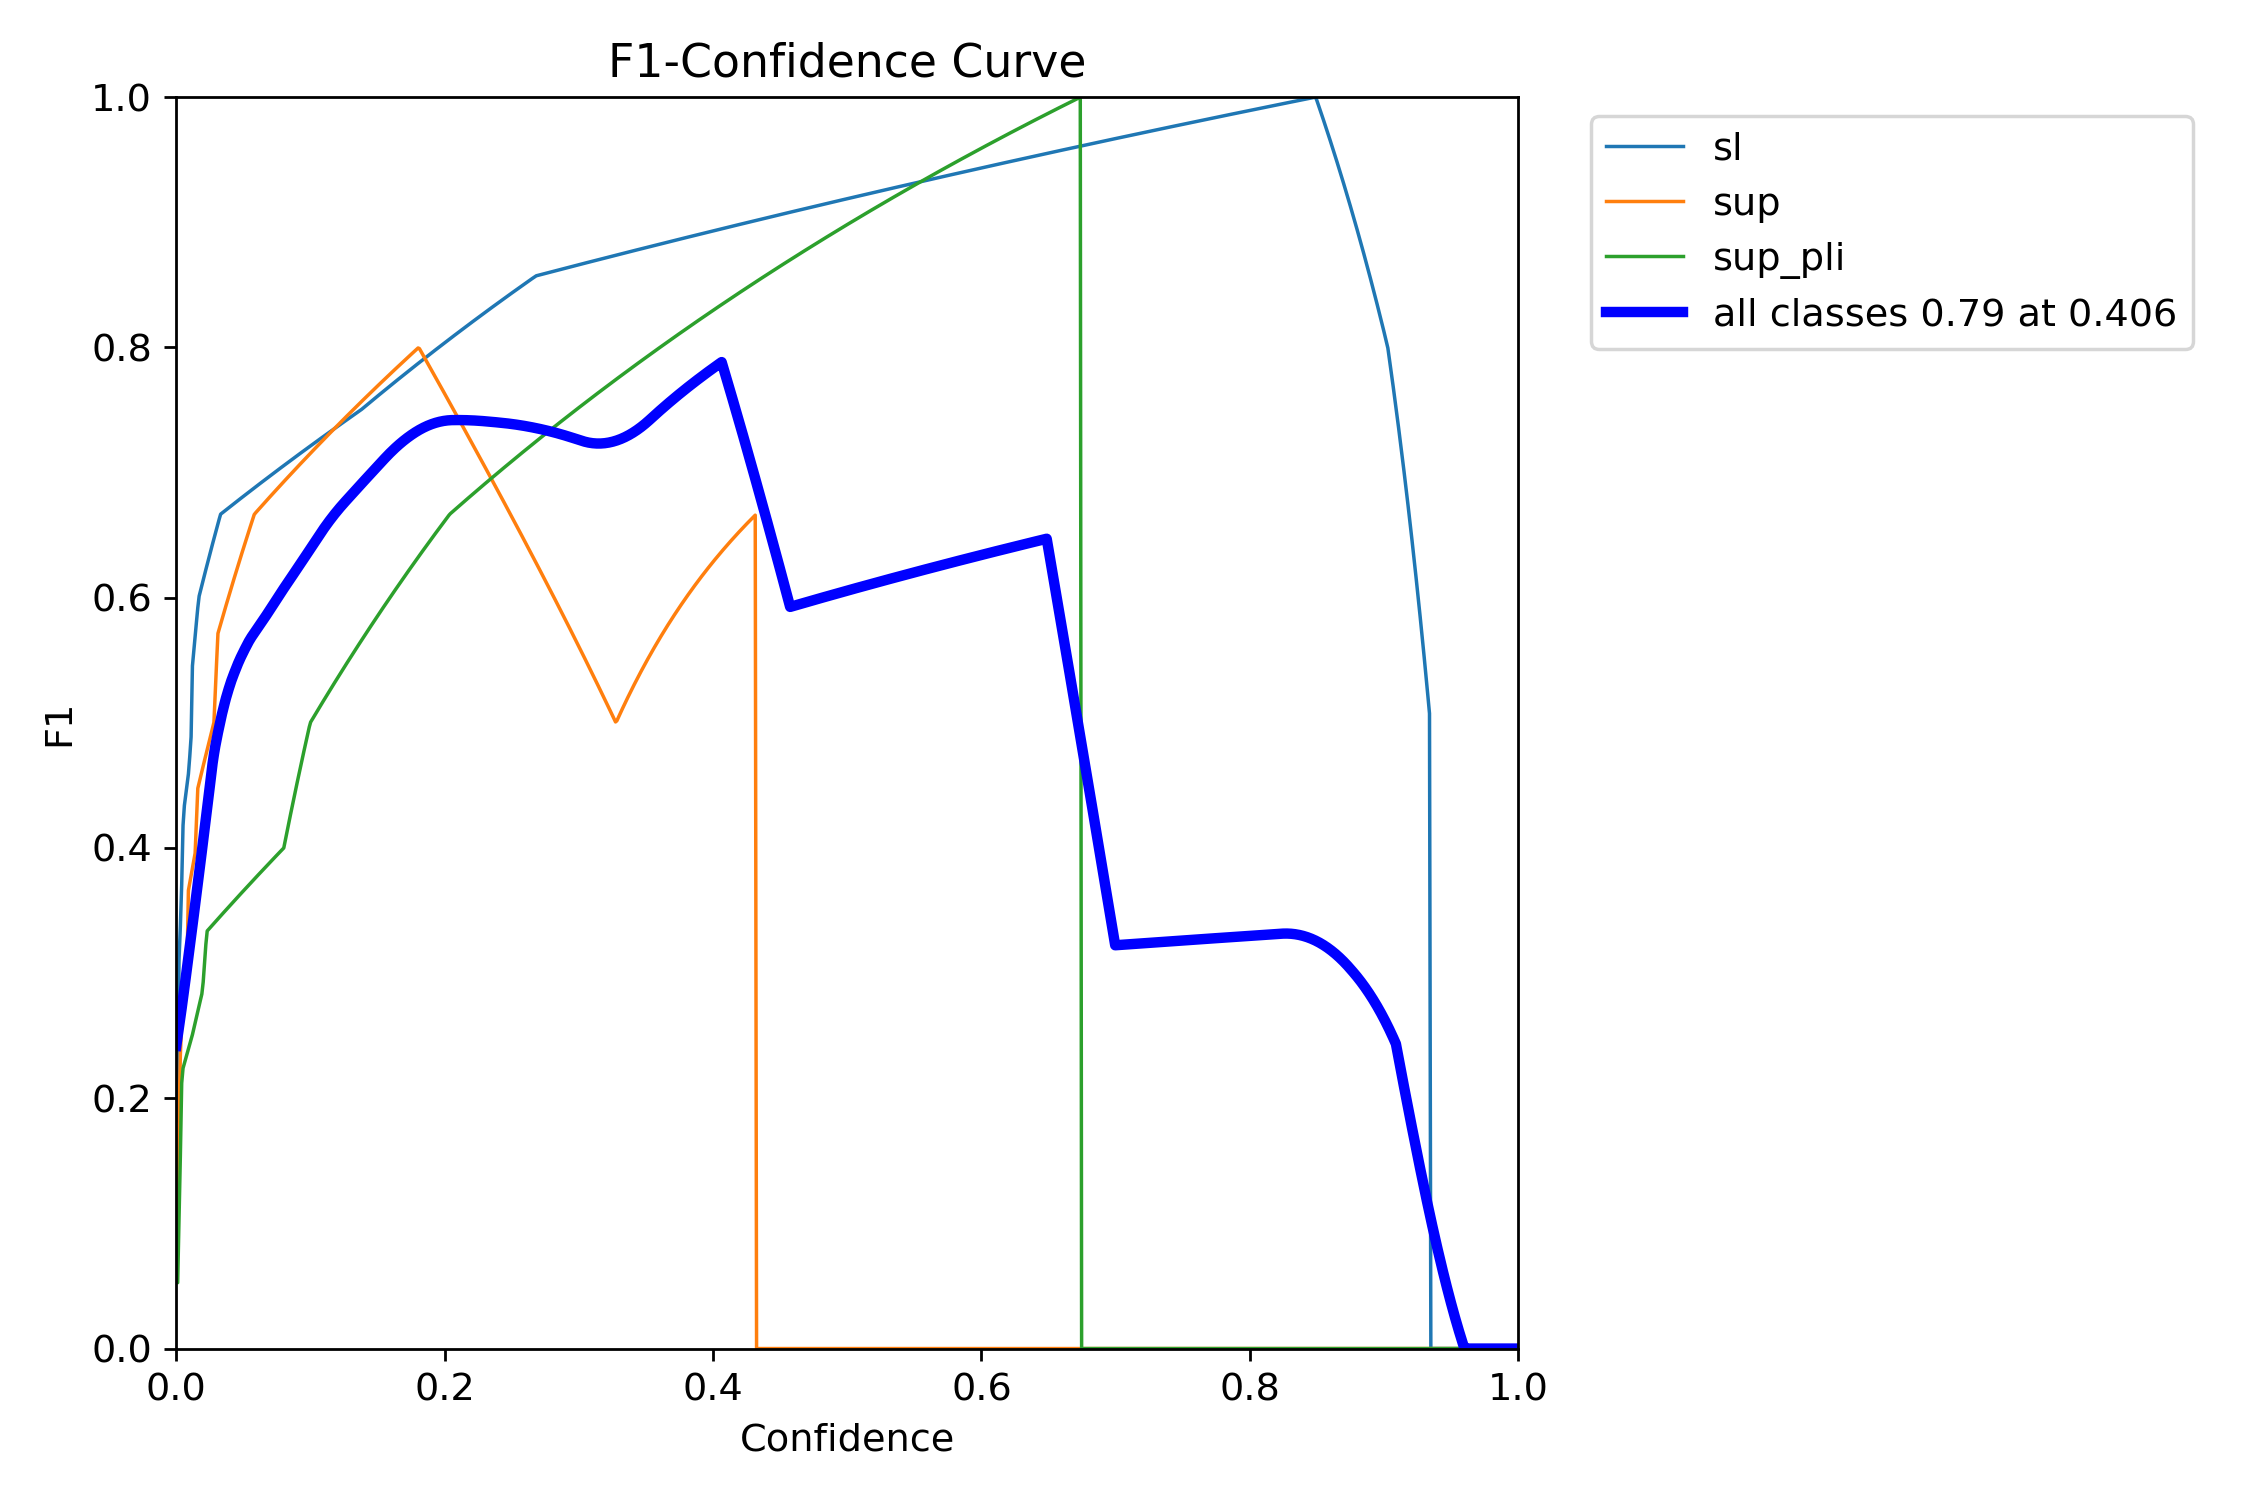 F1-Confidence Curve
sl
sup
sup_pli
all classes 0.79 at 0.406
F1
1.0
0.8
0.6
0.4
0.2
0.0
0.0 0.2 0.4 0.6 0.8 1.0
Confidence